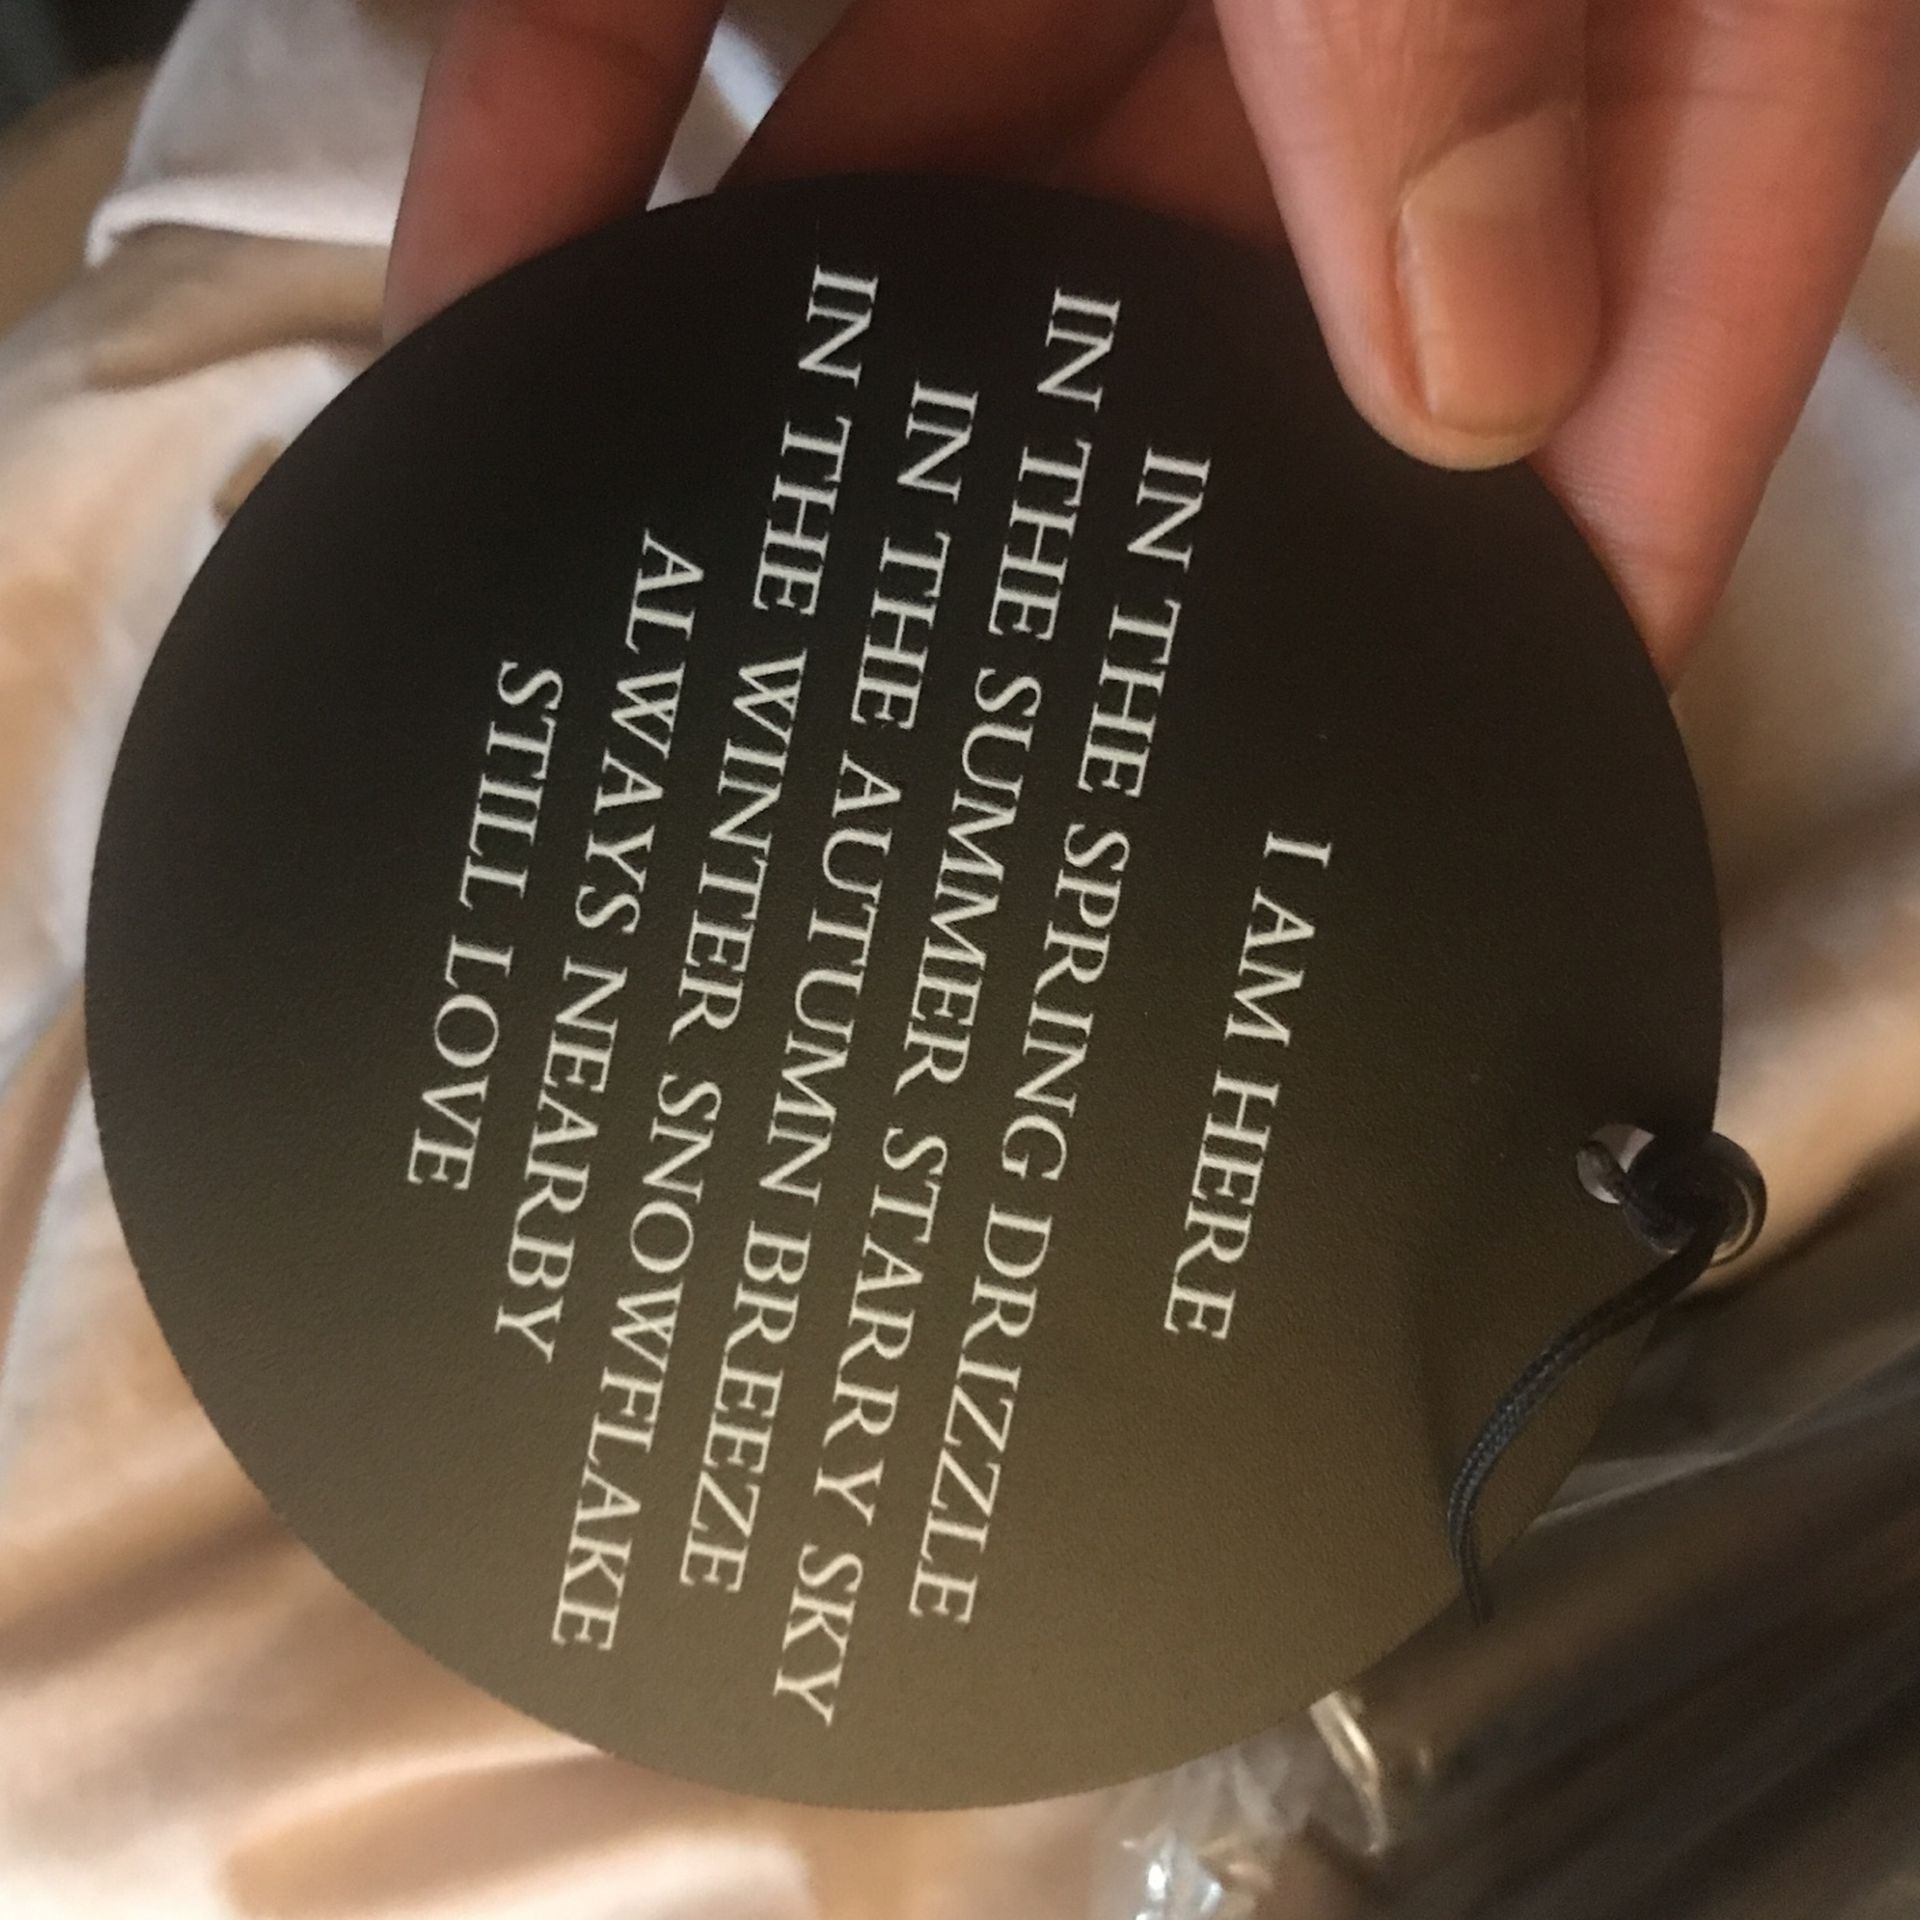 I AM HERE
IN THE SPRING DRIZZLE
IN THE SUMMER STARRY SKY
IN THE AUTUMN BREEZE
IN THE WINTER SNOWFLAKE
ALWAYS NEARBY
STILL LOVE